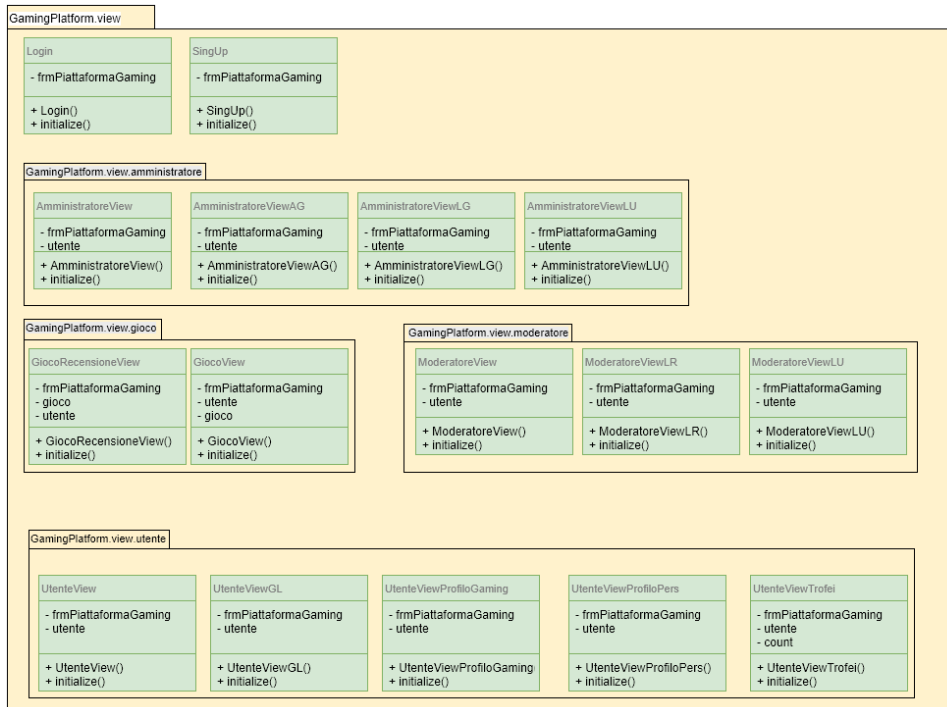 GamingPlatform.view
Login
- frmPiattaformaGaming
+ Login()
+ initialize()
SingUp
- frmPiattaformaGaming
+ SingUp()
+ initialize()
GamingPlatform.view.amministratore
AmministratoreView
- frmPiattaformaGaming
- utente
+ AmministratoreView()
+ initialize()
AmministratoreViewAG
- frmPiattaformaGaming
- utente
+ AmministratoreViewAG()
+ initialize()
AmministratoreViewLG
- frmPiattaformaGaming
- utente
+ AmministratoreViewLG()
+ initialize()
AmministratoreViewLU
- frmPiattaformaGaming
- utente
+ AmministratoreViewLU()
+ initialize()
GamingPlatform.view.gioco
GiocoRecensioneView
- frmPiattaformaGaming
- gioco
- utente
+ GiocoRecensioneView()
+ initialize()
GiocoView
- frmPiattaformaGaming
- utente
- gioco
+ GiocoView()
+ initialize()
GamingPlatform.view.moderatore
ModeratoreView
- frmPiattaformaGaming
- utente
+ ModeratoreView()
+ initialize()
ModeratoreViewLR
- frmPiattaformaGaming
- utente
+ ModeratoreViewLR()
+ initialize()
ModeratoreViewLU
- frmPiattaformaGaming
- utente
+ ModeratoreViewLU()
+ initialize()
GamingPlatform.view.utente
UtenteView
- frmPiattaformaGaming
- utente
+ UtenteView()
+ initialize()
UtenteViewGL
- frmPiattaformaGaming
- utente
+ UtenteViewGL()
+ initialize()
UtenteViewProfiloGaming
- frmPiattaformaGaming
- utente
+ UtenteViewProfiloGaming(
+ initialize()
UtenteViewProfiloPers
- frmPiattaformaGaming
- utente
+ UtenteViewProfiloPers()
+ initialize()
UtenteViewTrofei
- frmPiattaformaGaming
- utente
- count
+ UtenteViewTrofei()
+ initialize()